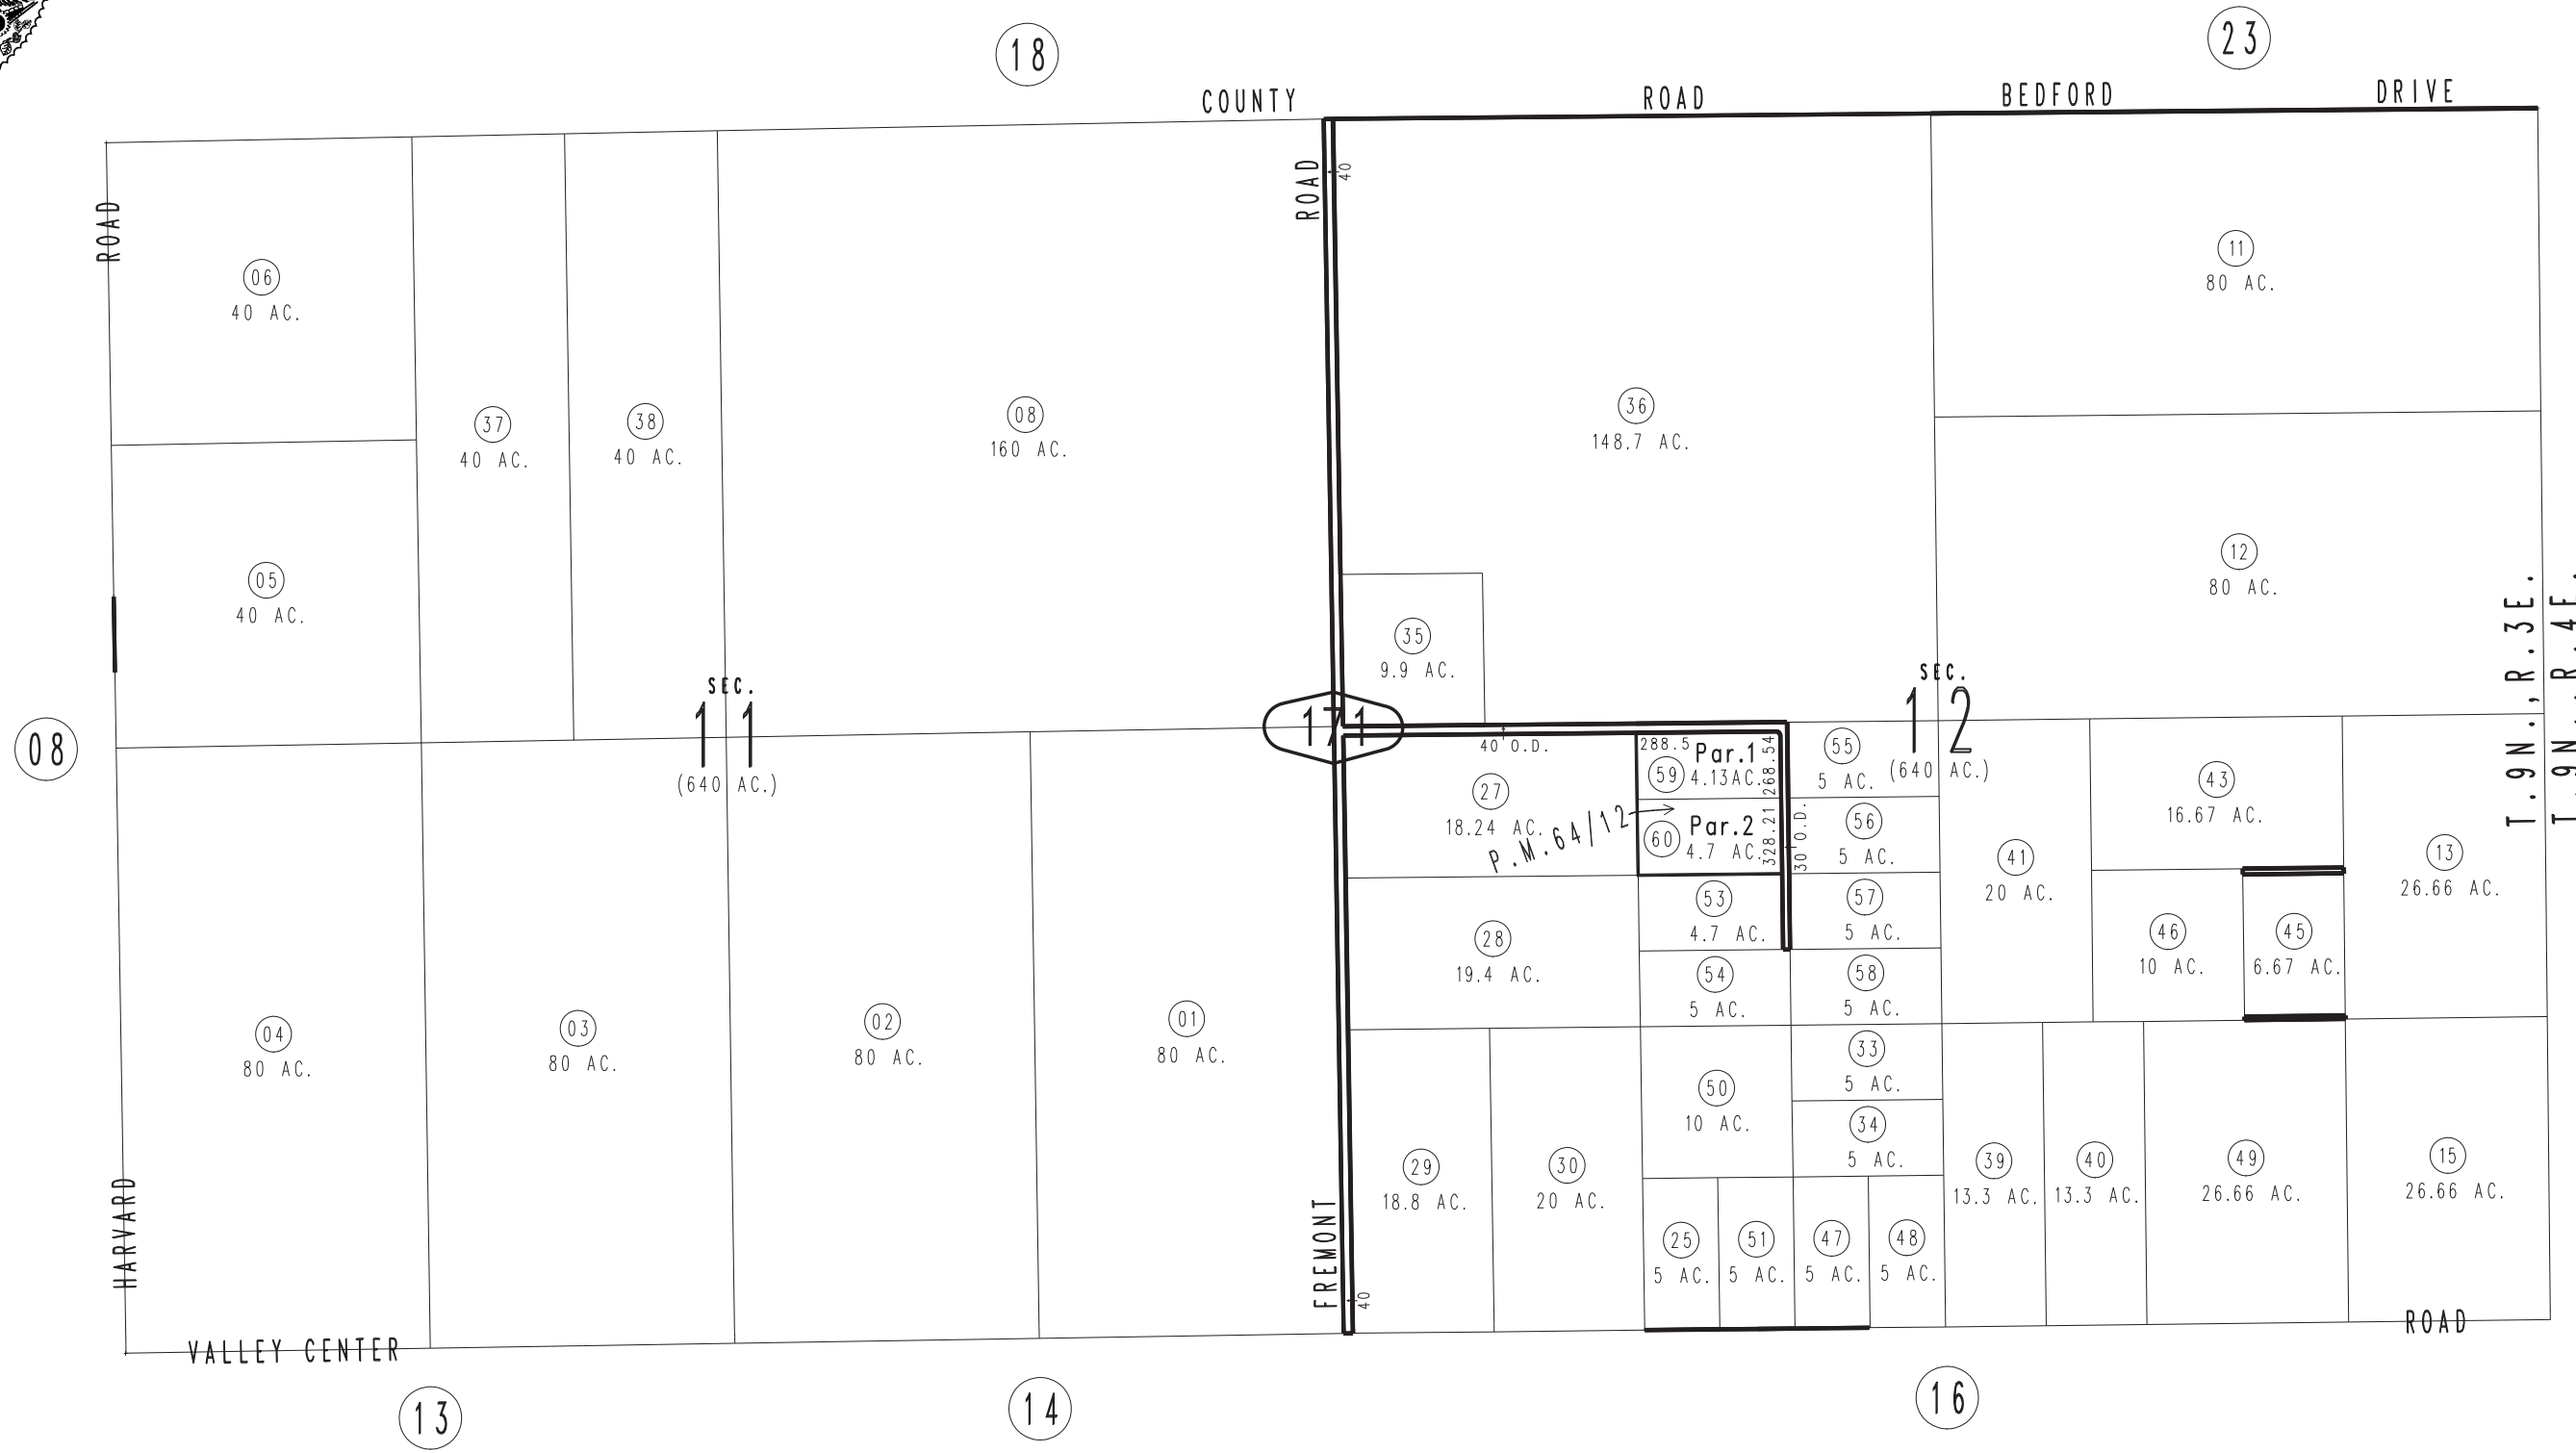 18
23
COUNTY ROAD BEDFORD DRIVE
ROAD
ROAD
40
06
40 AC.
37
40 AC.
38
40 AC.
08
160 AC.
36
148.7 AC.
11
80 AC.
05
40 AC.
35
9.9 AC.
12
80 AC.
T.9N.,R.3E.
08
SEC.
11
(640 AC.)
171
SEC.
12
(640 AC.)
40 O.D.
27
18.24 AC.
P.M.64/12
288.5
Par.1
59
4.13AC.
268.54
Par.2
60
4.7 AC.
328.21
30 O.D.
55
5 AC.
56
5 AC.
57
5 AC.
58
5 AC.
41
20 AC.
43
16.67 AC.
13
26.66 AC.
46
10 AC.
45
6.67 AC.
28
19.4 AC.
53
4.7 AC.
54
5 AC.
04
80 AC.
03
80 AC.
02
80 AC.
01
80 AC.
33
5 AC.
34
5 AC.
50
10 AC.
29
18.8 AC.
30
20 AC.
39
13.3 AC.
40
13.3 AC.
49
26.66 AC.
15
26.66 AC.
25
5 AC.
51
5 AC.
47
5 AC.
48
5 AC.
HARVARD
FREMONT
40
VALLEY CENTER
ROAD
13
14
16